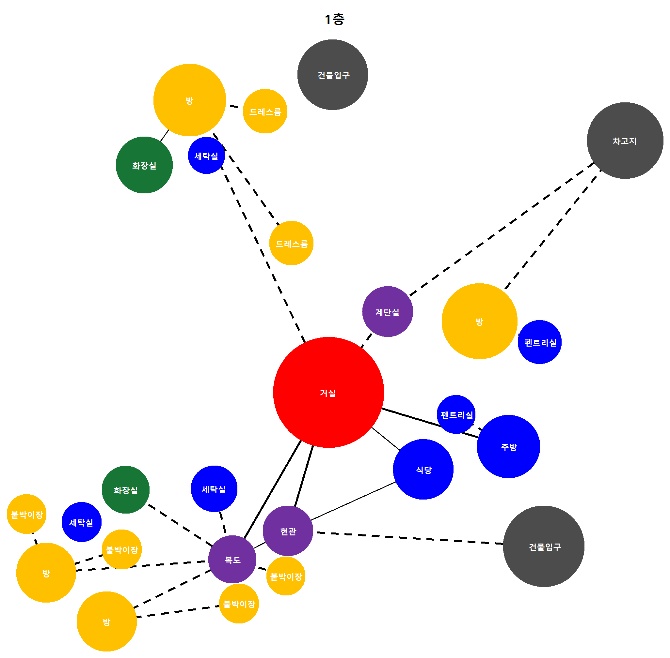 1층
건물입구
방
드레스룸
차고지
세탁실
화장실
드레스룸
계단실
방
펜트리실
거실
펜트리실
주방
식당
화장실
세탁실
붙박이장
세탁실
현관
붙박이장
건물입구
복도
방
붙박이장
붙박이장
방